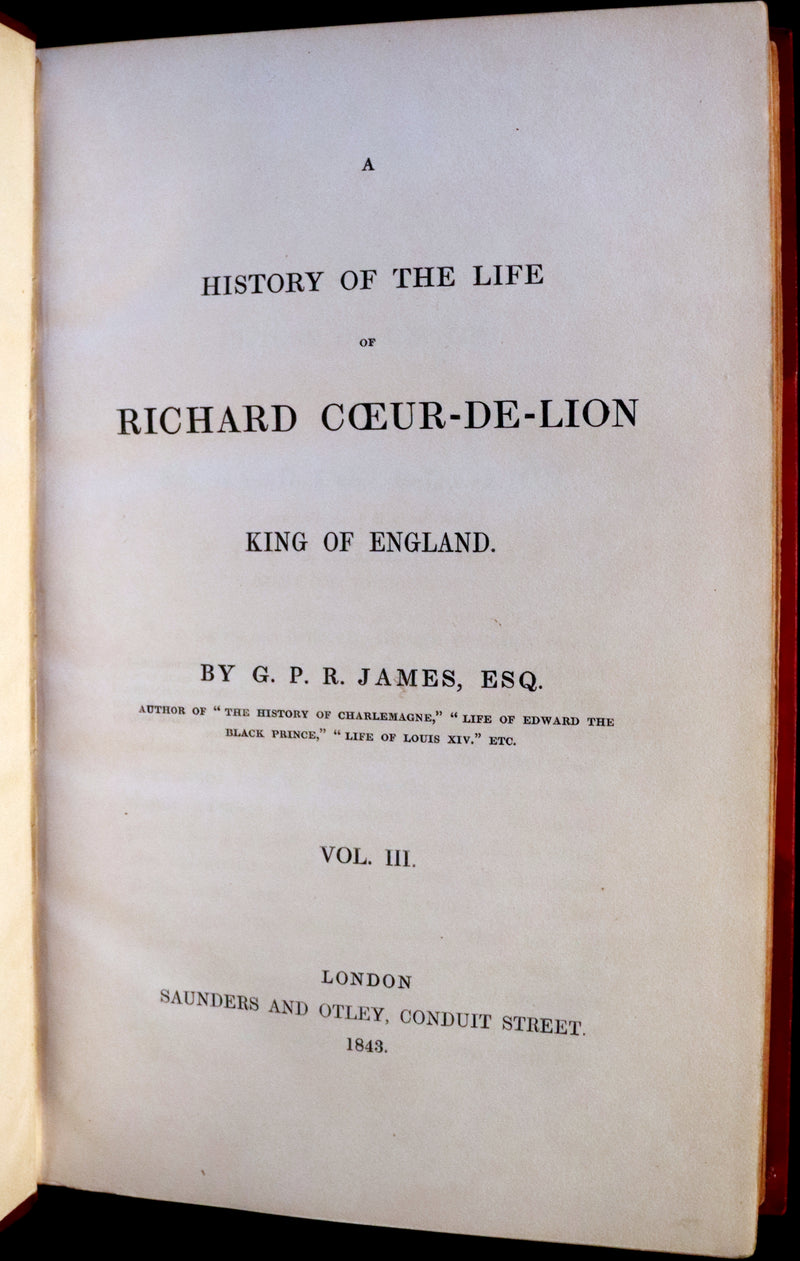 A
HISTORY OF THE LIFE
OF
RICHARD CŒUR-DE-LION
KING OF ENGLAND.
BY G. P. R. JAMES, ESQ.
AUTHOR OF “ THE HISTORY OF CHARLEMAGNE,” “ LIFE OF EDWARD THE
BLACK PRINCE,” “ LIFE OF LOUIS XIV.” ETC.
VOL. III.
LONDON
SAUNDERS AND OTLEY, CONDUIT STREET.
1843.